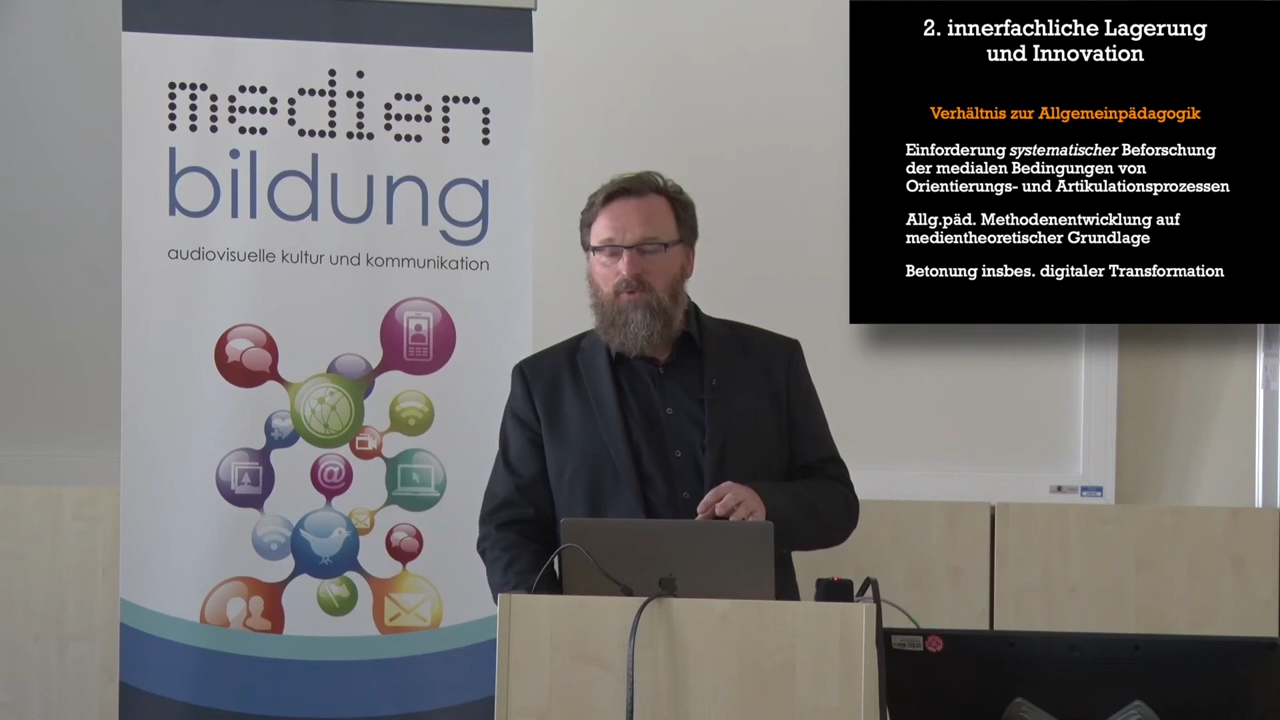 medien
bildung
audiovisuelle kultur und kommunikation
@
2. innerfachliche Lagerung
und Innovation
Verhältnis zur Allgemeinpädagogik
Einforderung systematischer Beforschung
der medialen Bedingungen von
Orientierungs- und Artikulationsprozessen
Allg.päd. Methodenentwicklung auf
medientheoretischer Grundlage
Betonung insbes. digitaler Transformation